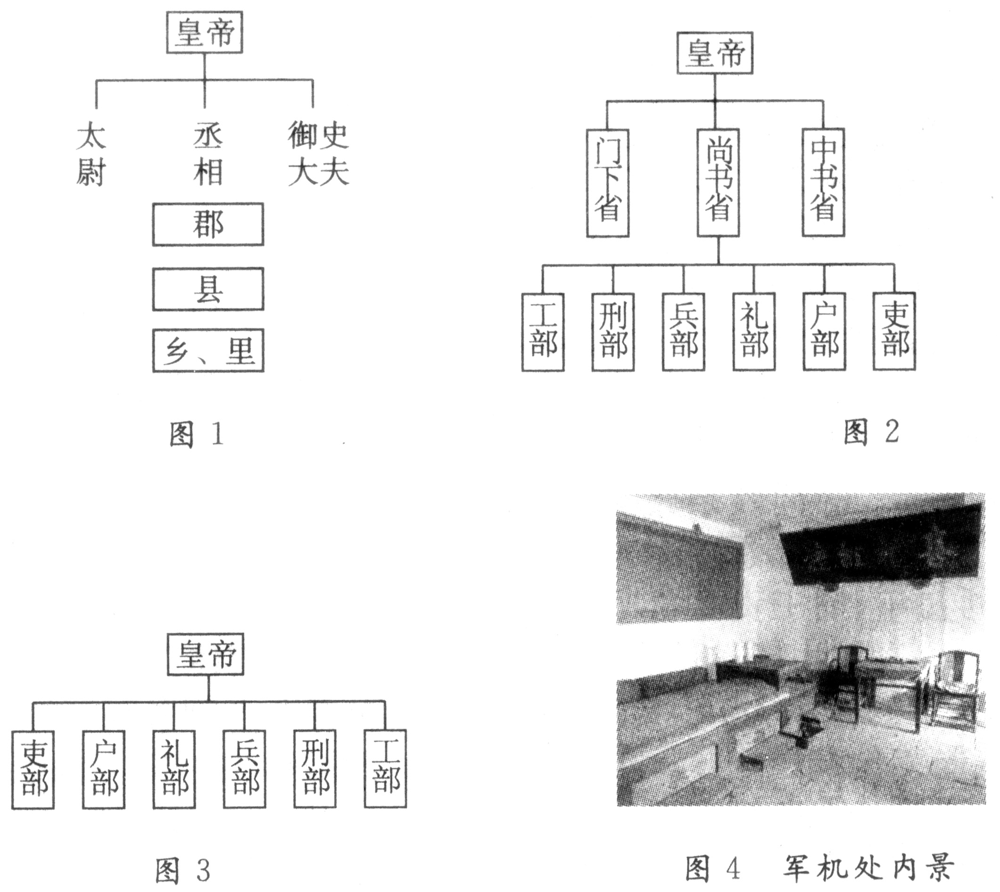 皇帝
太尉
丞相
御史大夫
郡
县
乡、里
图 1
皇帝
门下省
尚书省
中书省
工部
刑部
兵部
礼部
户部
吏部
图 2
皇帝
吏部
户部
礼部
兵部
刑部
工部
图 3
图 4 军机处内景